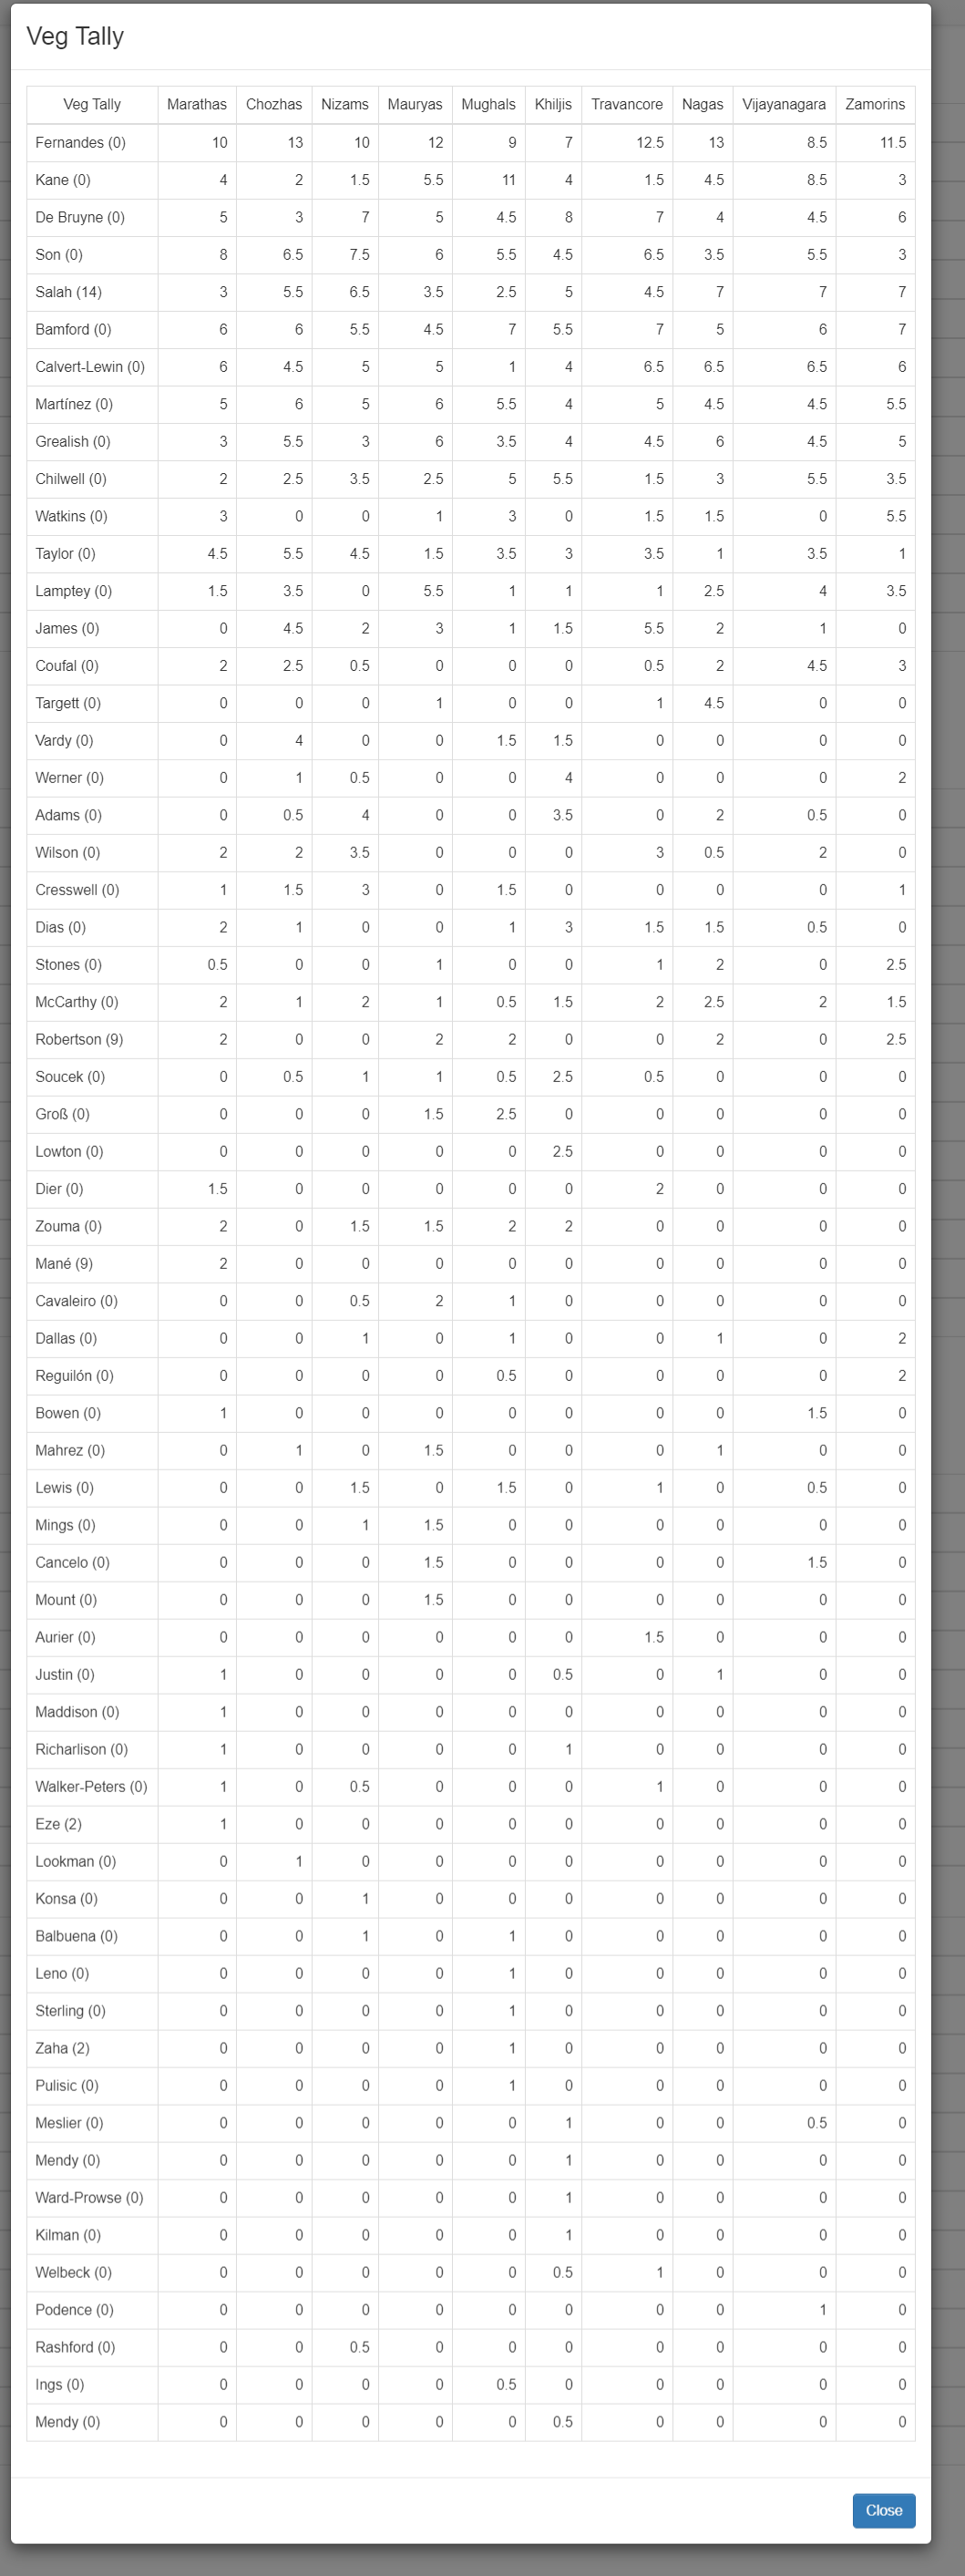 Veg Tally
Veg Tally Marathas Chozhas Nizams Mauryas Mughals Khiljis Travancore Nagas Vijayanagara Zamorins
Fernandes (0) 10 13 10 12 9 7 12.5 13 8.5 11.5
Kane (0) 4 2 1.5 5.5 11 4 1.5 4.5 8.5 3
De Bruyne (0) 5 3 7 5 4.5 8 7 4 4.5 6
Son (0) 8 6.5 7.5 6 5.5 4.5 6.5 3.5 5.5 3
Salah (14) 3 5.5 6.5 3.5 2.5 5 4.5 7 7 7
Bamford (0) 6 6 5.5 4.5 7 5.5 7 5 6 7
Calvert-Lewin (0) 6 4.5 5 5 1 4 6.5 6.5 6.5 6
Martínez (0) 5 6 5 6 5.5 4 5 4.5 4.5 5.5
Grealish (0) 3 5.5 3 6 3.5 4 4.5 6 4.5 5
Chilwell (0) 2 2.5 3.5 2.5 5 5.5 1.5 3 5.5 3.5
Watkins (0) 3 0 0 1 3 0 1.5 1.5 0 5.5
Taylor (0) 4.5 5.5 4.5 1.5 3.5 3 3.5 1 3.5 1
Lamptey (0) 1.5 3.5 0 5.5 1 1 1 2.5 4 3.5
James (0) 0 4.5 2 3 1 1.5 5.5 2 1 0
Coufal (0) 2 2.5 0.5 0 0 0 0.5 2 4.5 3
Targett (0) 0 0 0 1 0 0 1 4.5 0 0
Vardy (0) 0 4 0 0 1.5 1.5 0 0 0 0
Werner (0) 0 1 0.5 0 0 4 0 0 0 2
Adams (0) 0 0.5 4 0 0 3.5 0 2 0.5 0
Wilson (0) 2 2 3.5 0 0 0 3 0.5 2 0
Cresswell (0) 1 1.5 3 0 1.5 0 0 0 0 1
Dias (0) 2 1 0 0 1 3 1.5 1.5 0.5 0
Stones (0) 0.5 0 0 1 0 0 1 2 0 2.5
McCarthy (0) 2 1 2 1 0.5 1.5 2 2.5 2 1.5
Robertson (9) 2 0 0 2 2 0 0 2 0 2.5
Soucek (0) 0 0.5 1 1 0.5 2.5 0.5 0 0 0
Groß (0) 0 0 0 1.5 2.5 0 0 0 0 0
Lowton (0) 0 0 0 0 0 2.5 0 0 0 0
Dier (0) 1.5 0 0 0 0 0 2 0 0 0
Zouma (0) 2 0 1.5 1.5 2 2 0 0 0 0
Mané (9) 2 0 0 0 0 0 0 0 0 0
Cavaleiro (0) 0 0 0.5 2 1 0 0 0 0 0
Dallas (0) 0 0 1 0 1 0 0 1 0 2
Reguilón (0) 0 0 0 0 0.5 0 0 0 0 2
Bowen (0) 1 0 0 0 0 0 0 0 1.5 0
Mahrez (0) 0 1 0 1.5 0 0 0 1 0 0
Lewis (0) 0 0 1.5 0 1.5 0 1 0 0.5 0
Mings (0) 0 0 1 1.5 0 0 0 0 0 0
Cancelo (0) 0 0 0 1.5 0 0 0 0 1.5 0
Mount (0) 0 0 0 1.5 0 0 0 0 0 0
Aurier (0) 0 0 0 0 0 0 1.5 0 0 0
Justin (0) 1 0 0 0 0 0.5 0 1 0 0
Maddison (0) 1 0 0 0 0 0 0 0 0 0
Richarlison (0) 1 0 0 0 0 1 0 0 0 0
Walker-Peters (0) 1 0 0.5 0 0 0 1 0 0 0
Eze (2) 1 0 0 0 0 0 0 0 0 0
Lookman (0) 0 1 0 0 0 0 0 0 0 0
Konsa (0) 0 0 1 0 0 0 0 0 0 0
Balbuena (0) 0 0 1 0 1 0 0 0 0 0
Leno (0) 0 0 0 0 1 0 0 0 0 0
Sterling (0) 0 0 0 0 1 0 0 0 0 0
Zaha (2) 0 0 0 0 1 0 0 0 0 0
Pulisic (0) 0 0 0 0 1 0 0 0 0 0
Meslier (0) 0 0 0 0 0 1 0 0 0.5 0
Mendy (0) 0 0 0 0 0 1 0 0 0 0
Ward-Prowse (0) 0 0 0 0 0 1 0 0 0 0
Kilman (0) 0 0 0 0 0 1 0 0 0 0
Welbeck (0) 0 0 0 0 0 0.5 1 0 0 0
Podence (0) 0 0 0 0 0 0 0 0 1 0
Rashford (0) 0 0 0.5 0 0 0 0 0 0 0
Ings (0) 0 0 0 0 0.5 0 0 0 0 0
Mendy (0) 0 0 0 0 0 0.5 0 0 0 0
Close